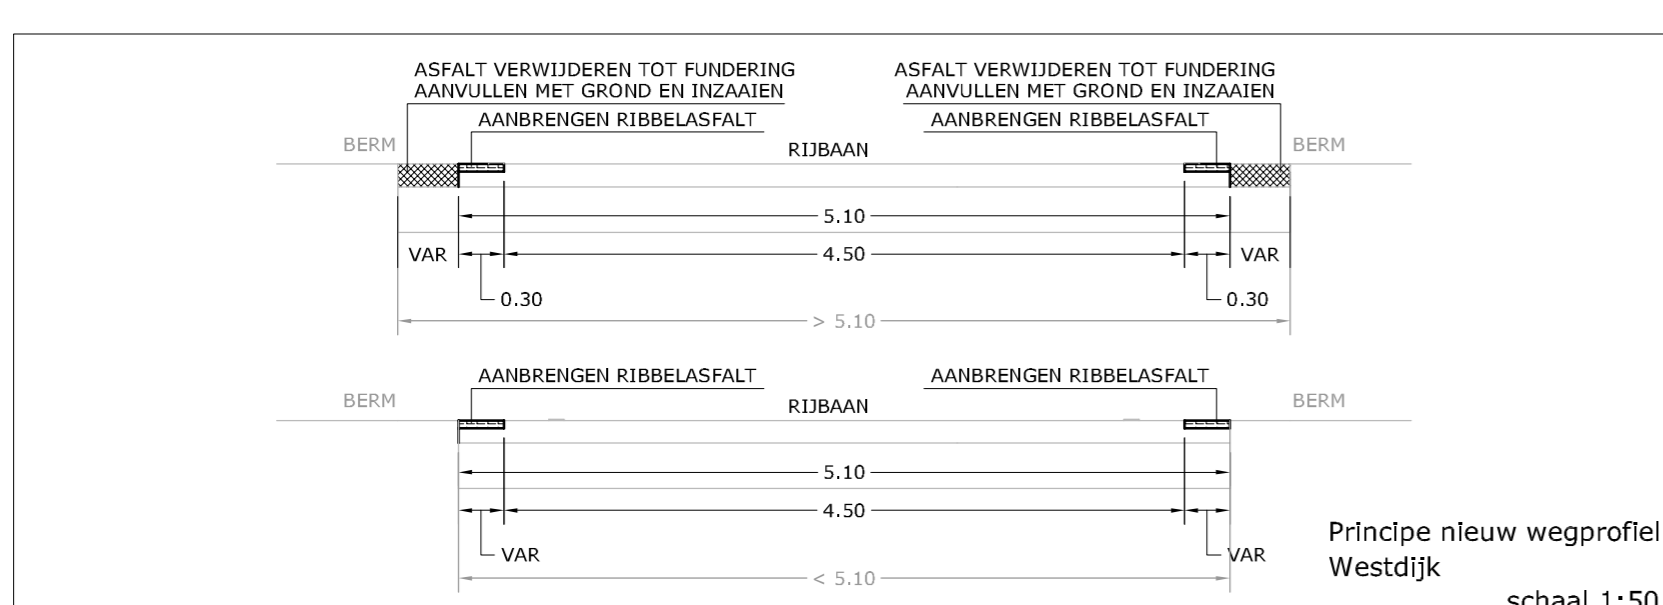 ASFALT VERWIJDEREN TOT FUNDERING
AANVULLEN MET GROND EN INZAAIEN
AANBRENGEN RIBBELASFALT
ASFALT VERWIJDEREN TOT FUNDERING
AANVULLEN MET GROND EN INZAAIEN
AANBRENGEN RIBBELASFALT
BERM
RIJBAAN
BERM
5.10
VAR
4.50
VAR
0.30
0.30
> 5.10
AANBRENGEN RIBBELASFALT
AANBRENGEN RIBBELASFALT
BERM
RIJBAAN
BERM
5.10
4.50
VAR
VAR
< 5.10
Principe nieuw wegprofiel
Westdijk
schaal 1:50